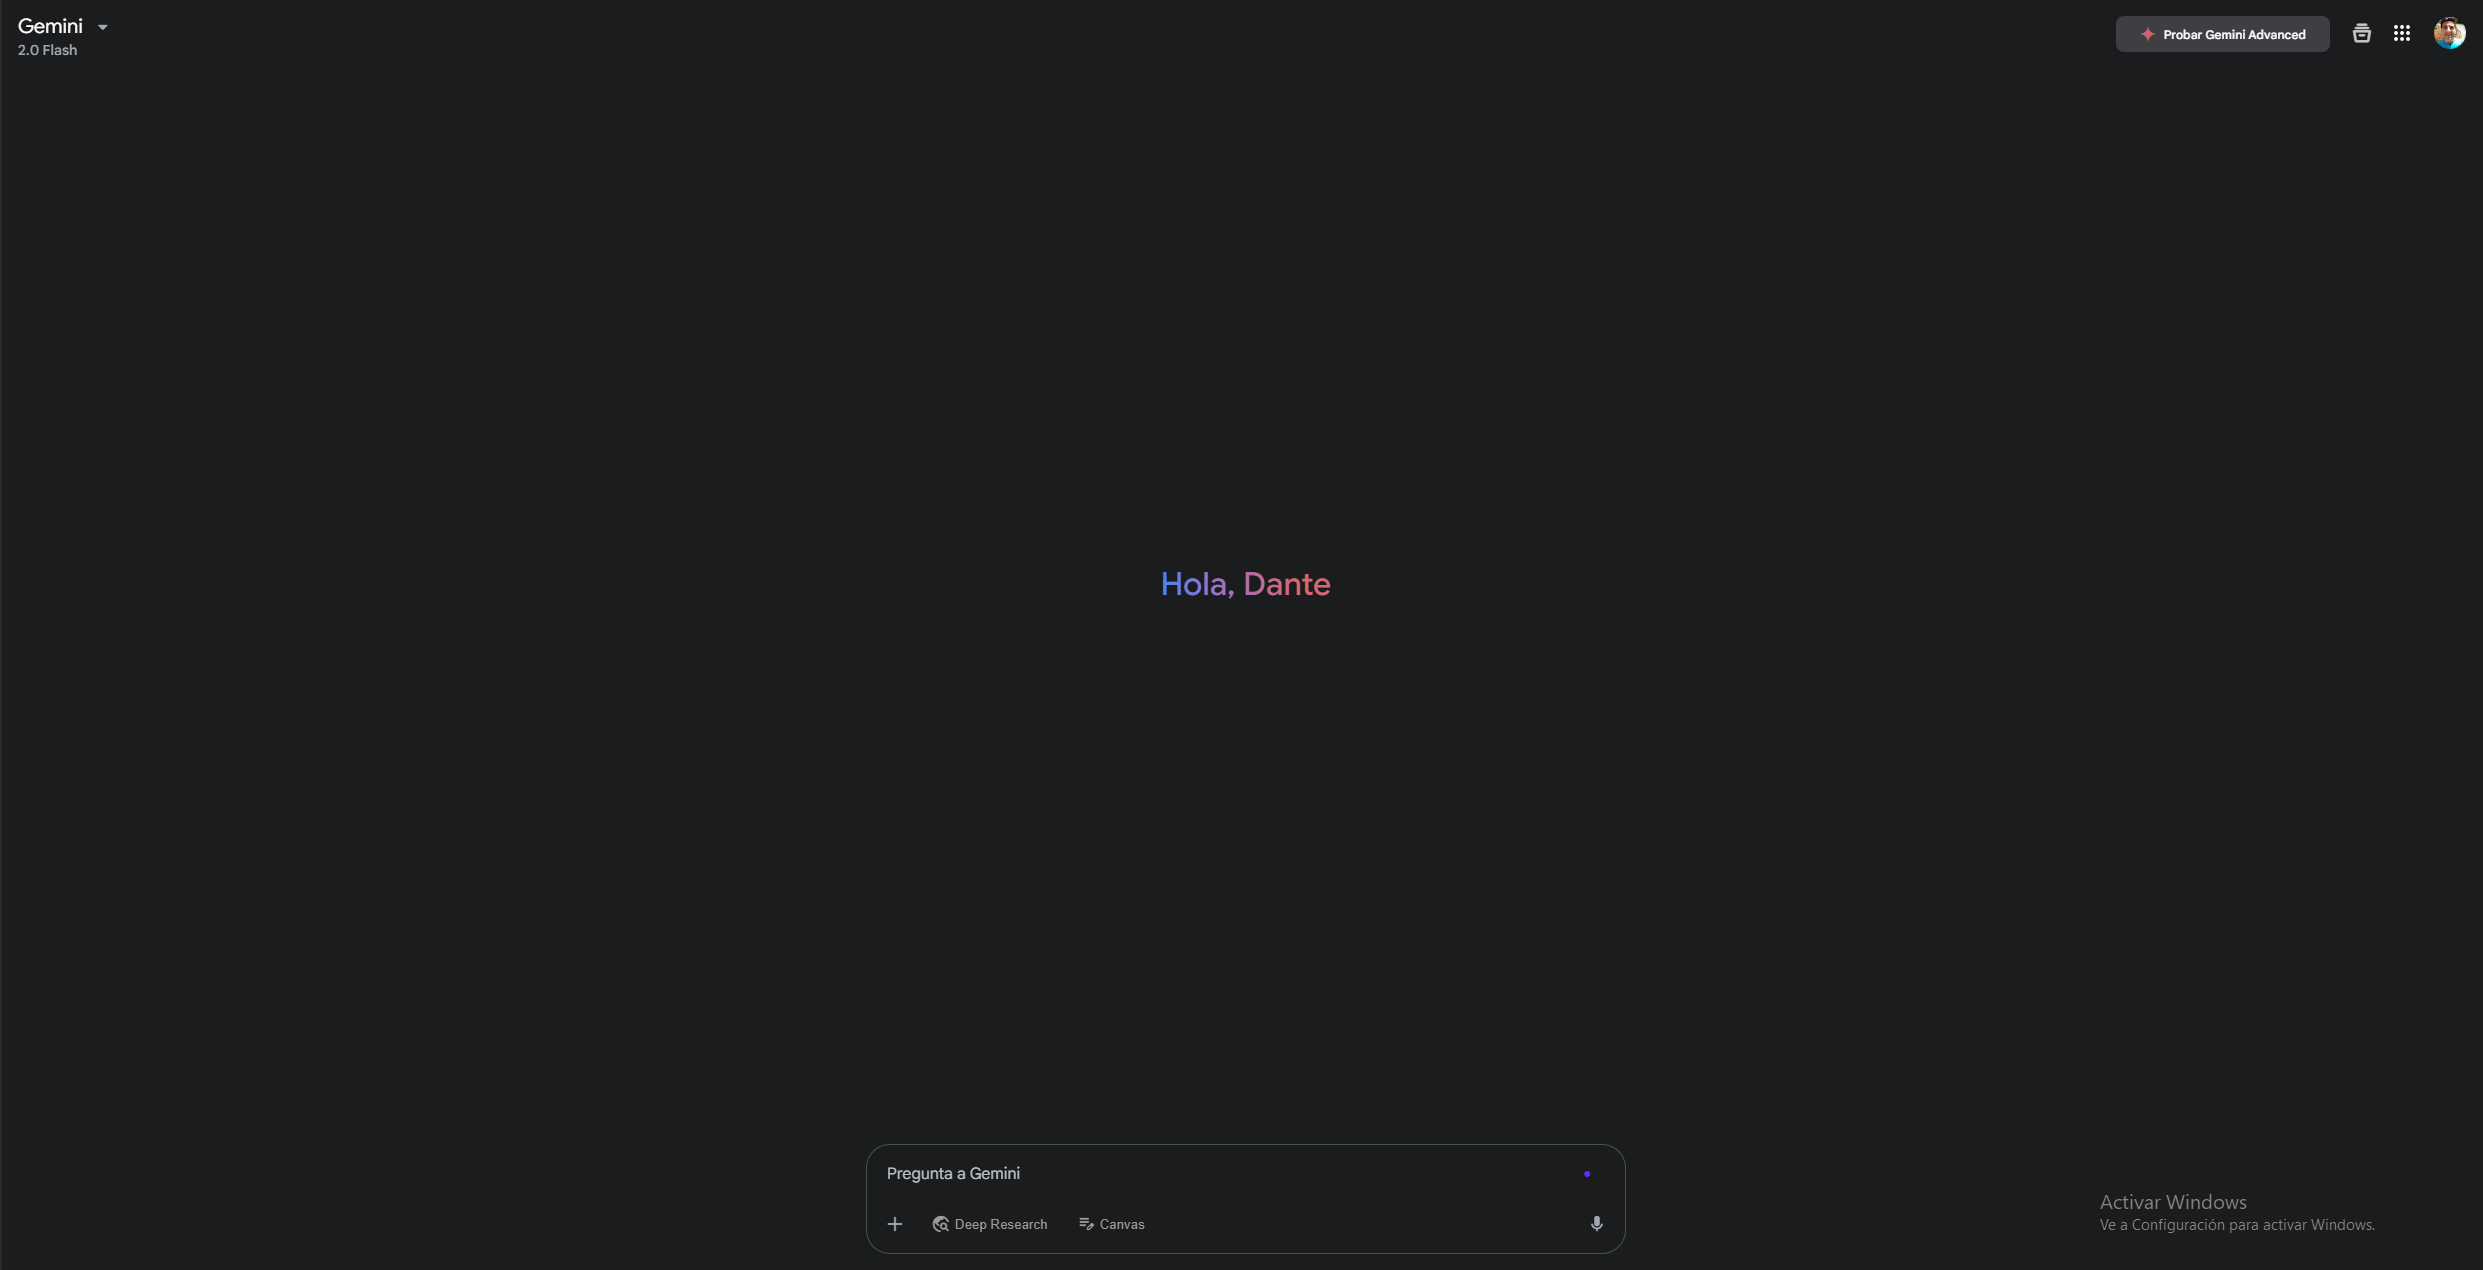 Gemini
2.0 Flash
Probar Gemini Advanced
Hola, Dante
Pregunta a Gemini
Deep Research
Canvas
Activar Windows
Ve a Configuración para activar Windows.